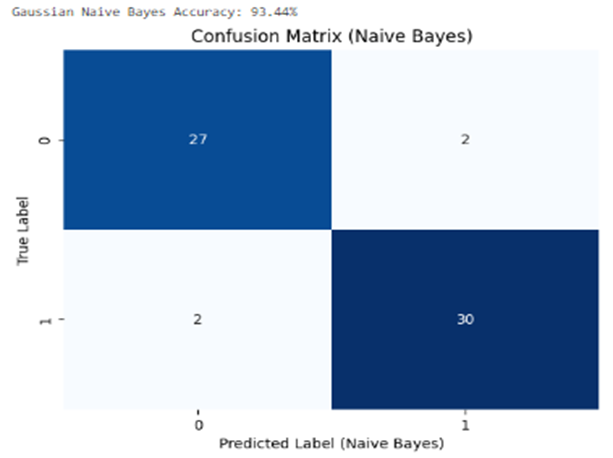 Gaussian Naive Bayes Accuracy: 93.44%
Confusion Matrix (Naive Bayes)
True Label
0
27
2
1
2
30
0
1
Predicted Label (Naive Bayes)